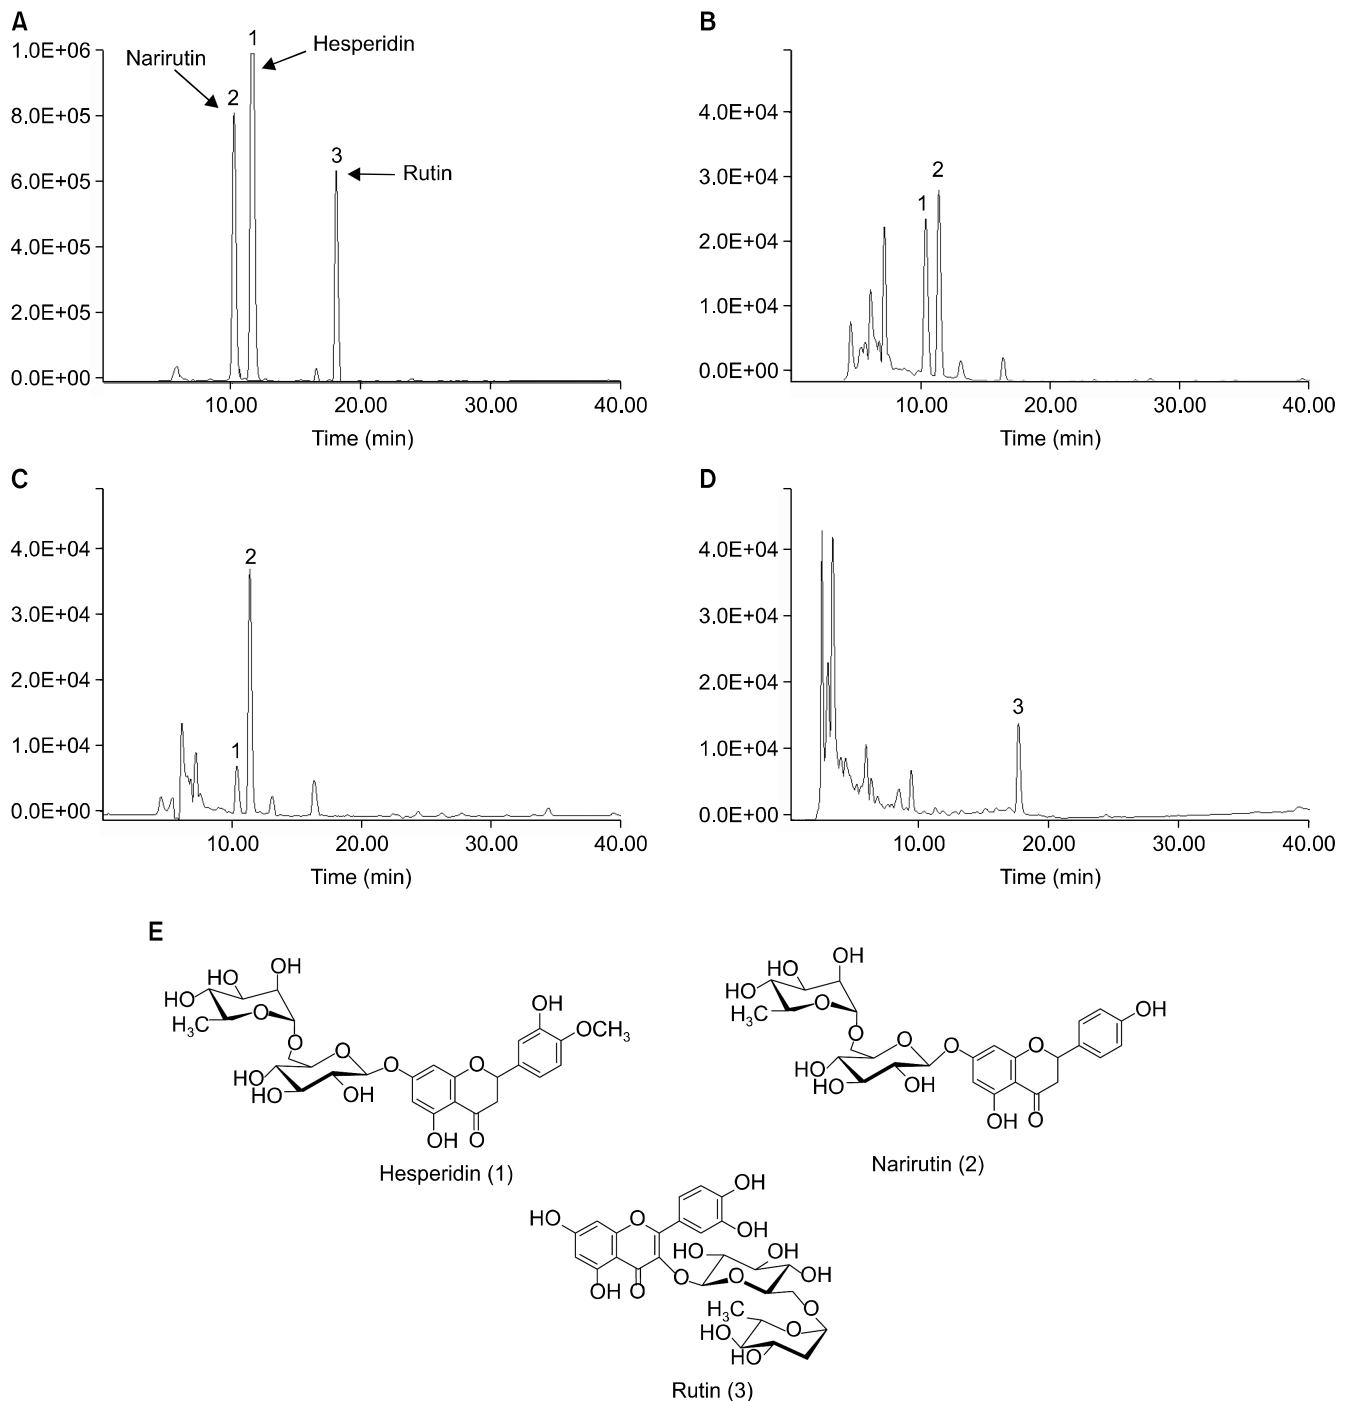 A
1.0E+06
8.0E+05
6.0E+05
4.0E+05
2.0E+05
0.0E+00
Narirutin
2
1
Hesperidin
3
Rutin
10.00 20.00 30.00 40.00
Time (min)
B
4.0E+04
3.0E+04
2.0E+04
1.0E+04
0.0E+00
1
2
10.00 20.00 30.00 40.00
Time (min)
C
4.0E+04
3.0E+04
2.0E+04
1.0E+04
0.0E+00
1
2
10.00 20.00 30.00 40.00
Time (min)
D
4.0E+04
3.0E+04
2.0E+04
1.0E+04
0.0E+00
3
10.00 20.00 30.00 40.00
Time (min)
E
OH
HO
HO
O
H3C
O
OH
OCH3
O
O
O
HO
HO
OH
OH
O
Hesperidin (1)
OH
HO
HO
O
H3C
O
OH
O
O
O
HO
HO
OH
OH
O
Narirutin (2)
OH
OH
HO
O
HO
OH
OH
OH
O
O
O
O
H3C
O
HO
HO
Rutin (3)